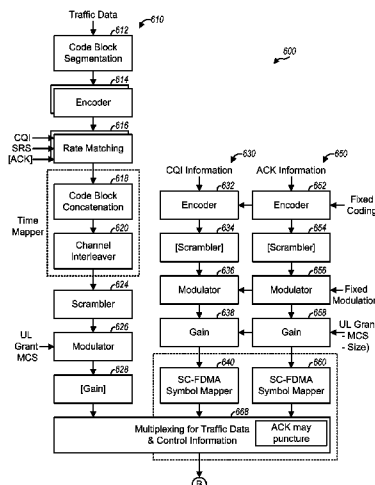 Traffic Data
610
600
612
Code Block
Segmentation
614
Encoder
616
CQI
SRS
[ACK]
Rate Matching
618
Code Block
Concatenation
Time
Mapper
620
Channel
Interleaver
624
Scrambler
626
UL
Grant
MCS
Modulator
628
[Gain]
630
CQI Information
632
Encoder
634
[Scrambler]
636
Modulator
638
Gain
640
SC-FDMA
Symbol Mapper
650
ACK Information
652
Encoder
Fixed
Coding
654
[Scrambler]
656
Modulator
Fixed
Modulation
658
Gain
UL Grant
- MCS
- Size)
660
SC-FDMA
Symbol Mapper
668
Multiplexing for Traffic Data
& Control Information
ACK may
puncture
B